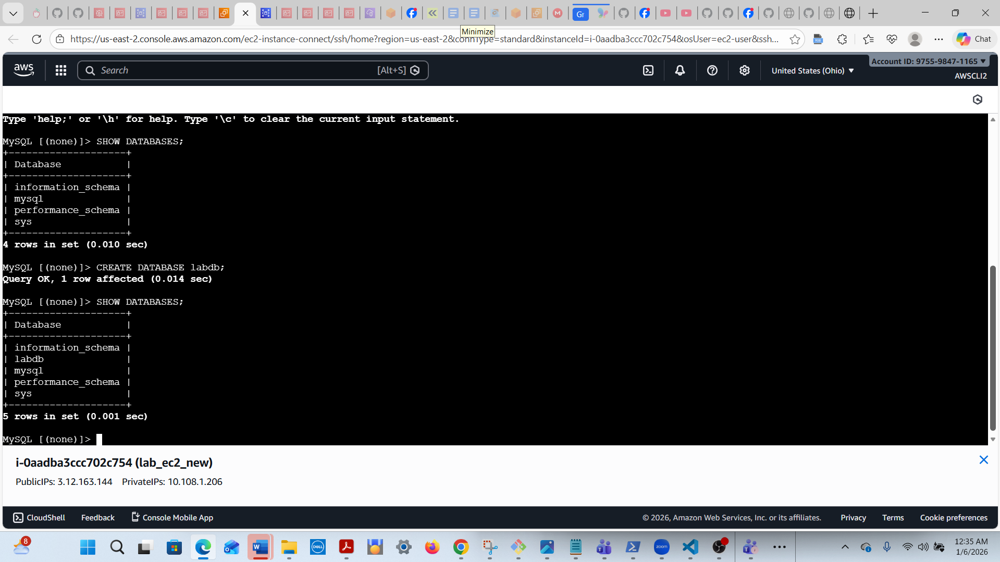 Gr
Minimize
https://us-east-2.console.aws.amazon.com/ec2-instance-connect/ssh/home?region=us-east-2&connType=standard&instanceId=i-0aadba3ccc702c754&osUser=ec2-user&ssh...
Chat
aws
Search
[Alt+S]
United States (Ohio)
Account ID: 9755-9847-1165
AWSCLI2
Type 'help;' or '\h' for help. Type '\c' to clear the current input statement.
MySQL [(none)]> SHOW DATABASES;
+--------------------+
| Database           |
+--------------------+
| information_schema |
| mysql              |
| performance_schema |
| sys                |
+--------------------+
4 rows in set (0.010 sec)
MySQL [(none)]> CREATE DATABASE labdb;
Query OK, 1 row affected (0.014 sec)
MySQL [(none)]> SHOW DATABASES;
+--------------------+
| Database           |
+--------------------+
| information_schema |
| labdb              |
| mysql              |
| performance_schema |
| sys                |
+--------------------+
5 rows in set (0.001 sec)
MySQL [(none)]>
i-0aadba3ccc702c754 (lab_ec2_new)
PublicIPs: 3.12.163.144 PrivateIPs: 10.108.1.206
CloudShell
Feedback
Console Mobile App
© 2026, Amazon Web Services, Inc. or its affiliates.
Privacy
Terms
Cookie preferences
8
DELL
zoom
12:35 AM
1/6/2026